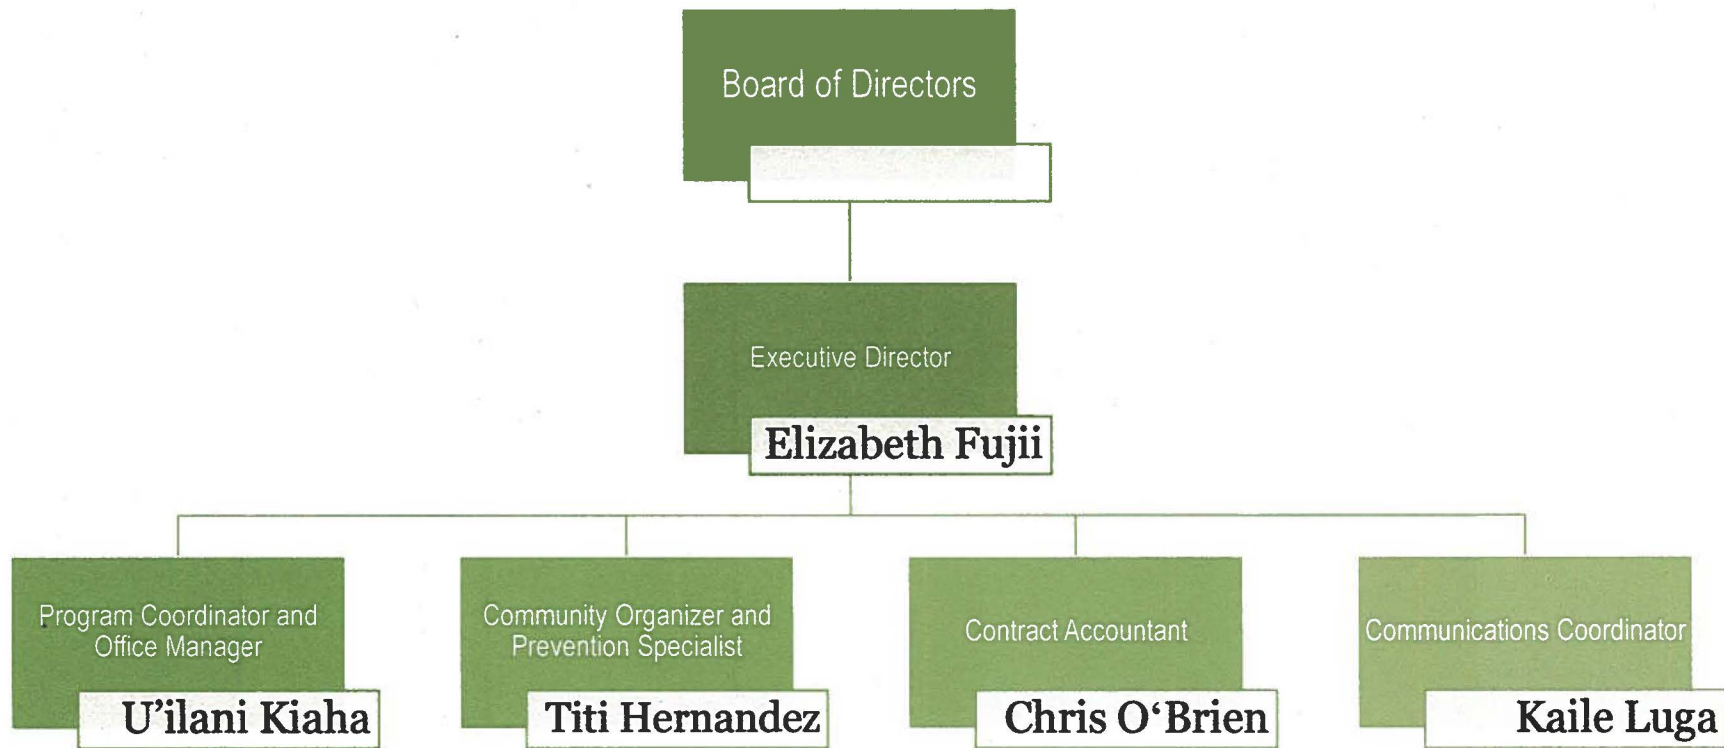 Board of Directors
Executive Director
Elizabeth Fujii
Program Coordinator and
Office Manager
U'ilani Kiaha
Community Organizer and
Prevention Specialist
Titi Hernandez
Contract Accountant
Chris O‘Brien
Communications Coordinator
Kaile Luga